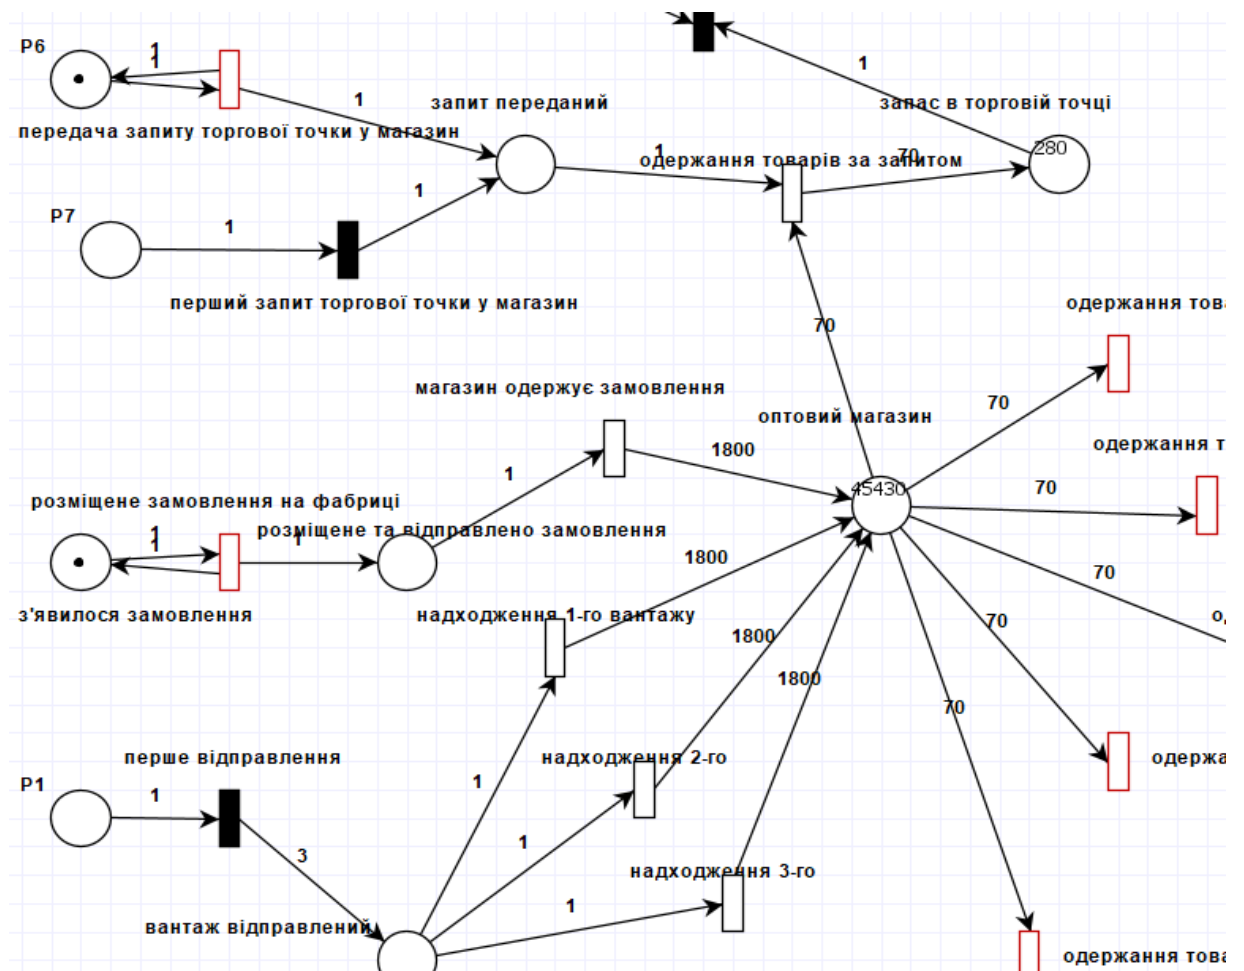 1
P6
1
1
1
запит переданий
запас в торговій точці
передача запиту торгової точки у магазин
1
одержання товарів за запитом
70
280
1
P7
1
перший запит торгової точки у магазин
одержання това
70
магазин одержує замовлення
70
оптовий магазин
одержання т
1800
1
45430
70
розміщене замовлення на фабриці
1
1
1
розміщене та відправлено замовлення
1800
70
з'явилося замовлення
надходження 1-го вантажу
70
1800
1800
70
перше відправлення
надходження 2-го
одержа
P1
1
1
1
3
надходження 3-го
1
вантаж відправлений
одержання това